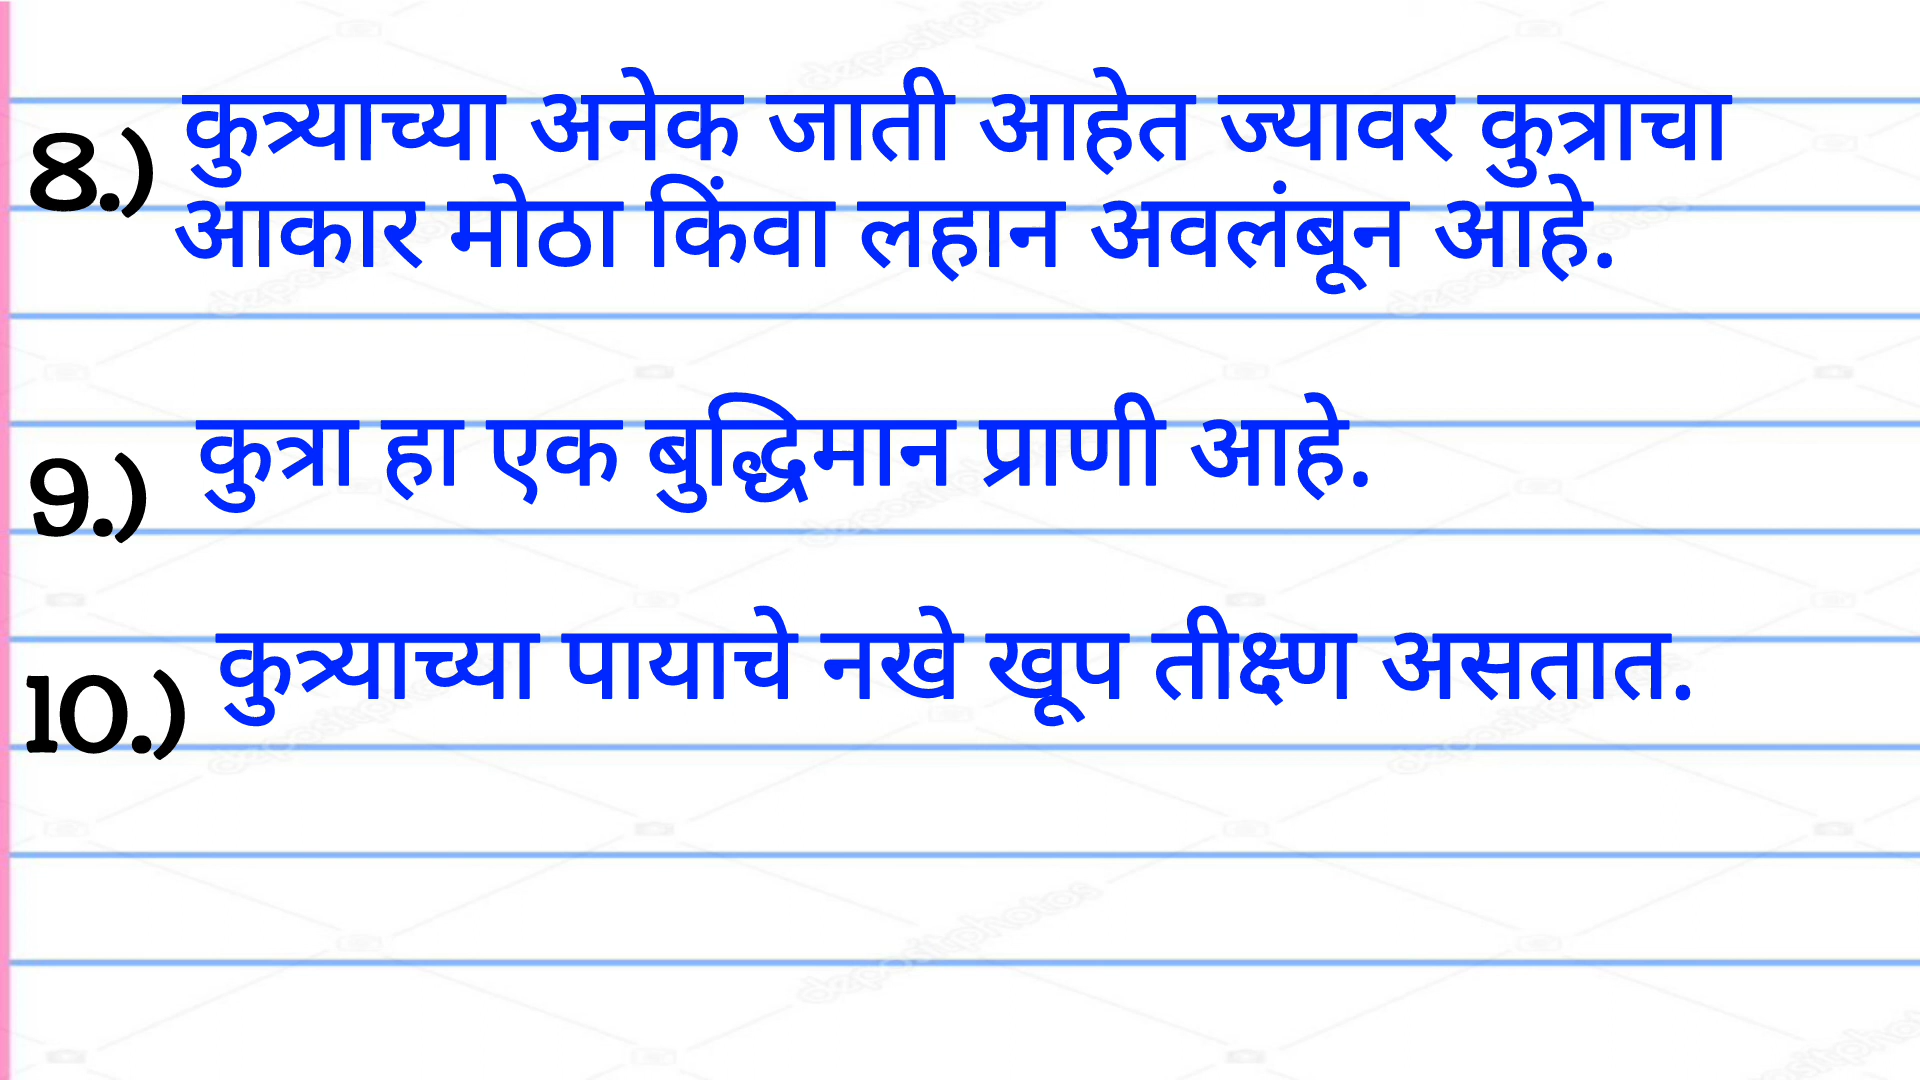 8.) कुत्र्याच्या अनेक जाती आहेत ज्यावर कुत्राचा
आकार मोठा किंवा लहान अवलंबून आहे.
9.) कुत्रा हा एक बुद्धिमान प्राणी आहे.
10.) कुत्र्याच्या पायाचे नखे खूप तीक्ष्ण असतात.